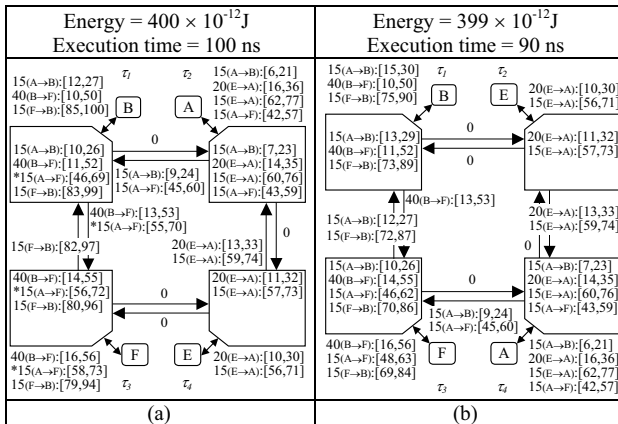 Energy = 400 × 10⁻¹²J
Execution time = 100 ns
15(A→B):[12,27]
40(B→F):[10,50]
15(F→B):[85,100]
τ1
τ2
B
A
15(A→B):[6,21]
20(E→A):[16,36]
15(E→A):[62,77]
15(A→F):[42,57]
15(A→B):[10,26]
40(B→F):[11,52]
*15(A→F):[46,69]
15(F→B):[83,99]
0
15(A→B):[9,24]
15(A→F):[45,60]
15(A→B):[7,23]
20(E→A):[14,35]
15(E→A):[60,76]
15(A→F):[43,59]
40(B→F):[13,53]
*15(A→F):[55,70]
15(F→B):[82,97]
20(E→A):[13,33]
15(E→A):[59,74]
0
40(B→F):[14,55]
*15(A→F):[56,72]
15(F→B):[80,96]
0
0
20(E→A):[11,32]
15(E→A):[57,73]
40(B→F):[16,56]
*15(A→F):[58,73]
15(F→B):[79,94]
F
E
τ3
τ4
20(E→A):[10,30]
15(E→A):[56,71]
(a)
Energy = 399 × 10⁻¹²J
Execution time = 90 ns
15(A→B):[15,30]
40(B→F):[10,50]
15(F→B):[75,90]
τ1
τ2
B
E
20(E→A):[10,30]
15(E→A):[56,71]
15(A→B):[13,29]
40(B→F):[11,52]
15(F→B):[73,89]
0
0
20(E→A):[11,32]
15(E→A):[57,73]
40(B→F):[13,53]
15(A→B):[12,27]
15(F→B):[72,87]
20(E→A):[13,33]
15(E→A):[59,74]
0
15(A→B):[10,26]
40(B→F):[14,55]
15(A→F):[46,62]
15(F→B):[70,86]
0
15(A→B):[9,24]
15(A→F):[45,60]
15(A→B):[7,23]
20(E→A):[14,35]
15(E→A):[60,76]
15(A→F):[43,59]
40(B→F):[16,56]
15(A→F):[48,63]
15(F→B):[69,84]
F
A
τ3
τ4
15(A→B):[6,21]
20(E→A):[16,36]
15(E→A):[62,77]
15(A→F):[42,57]
(b)